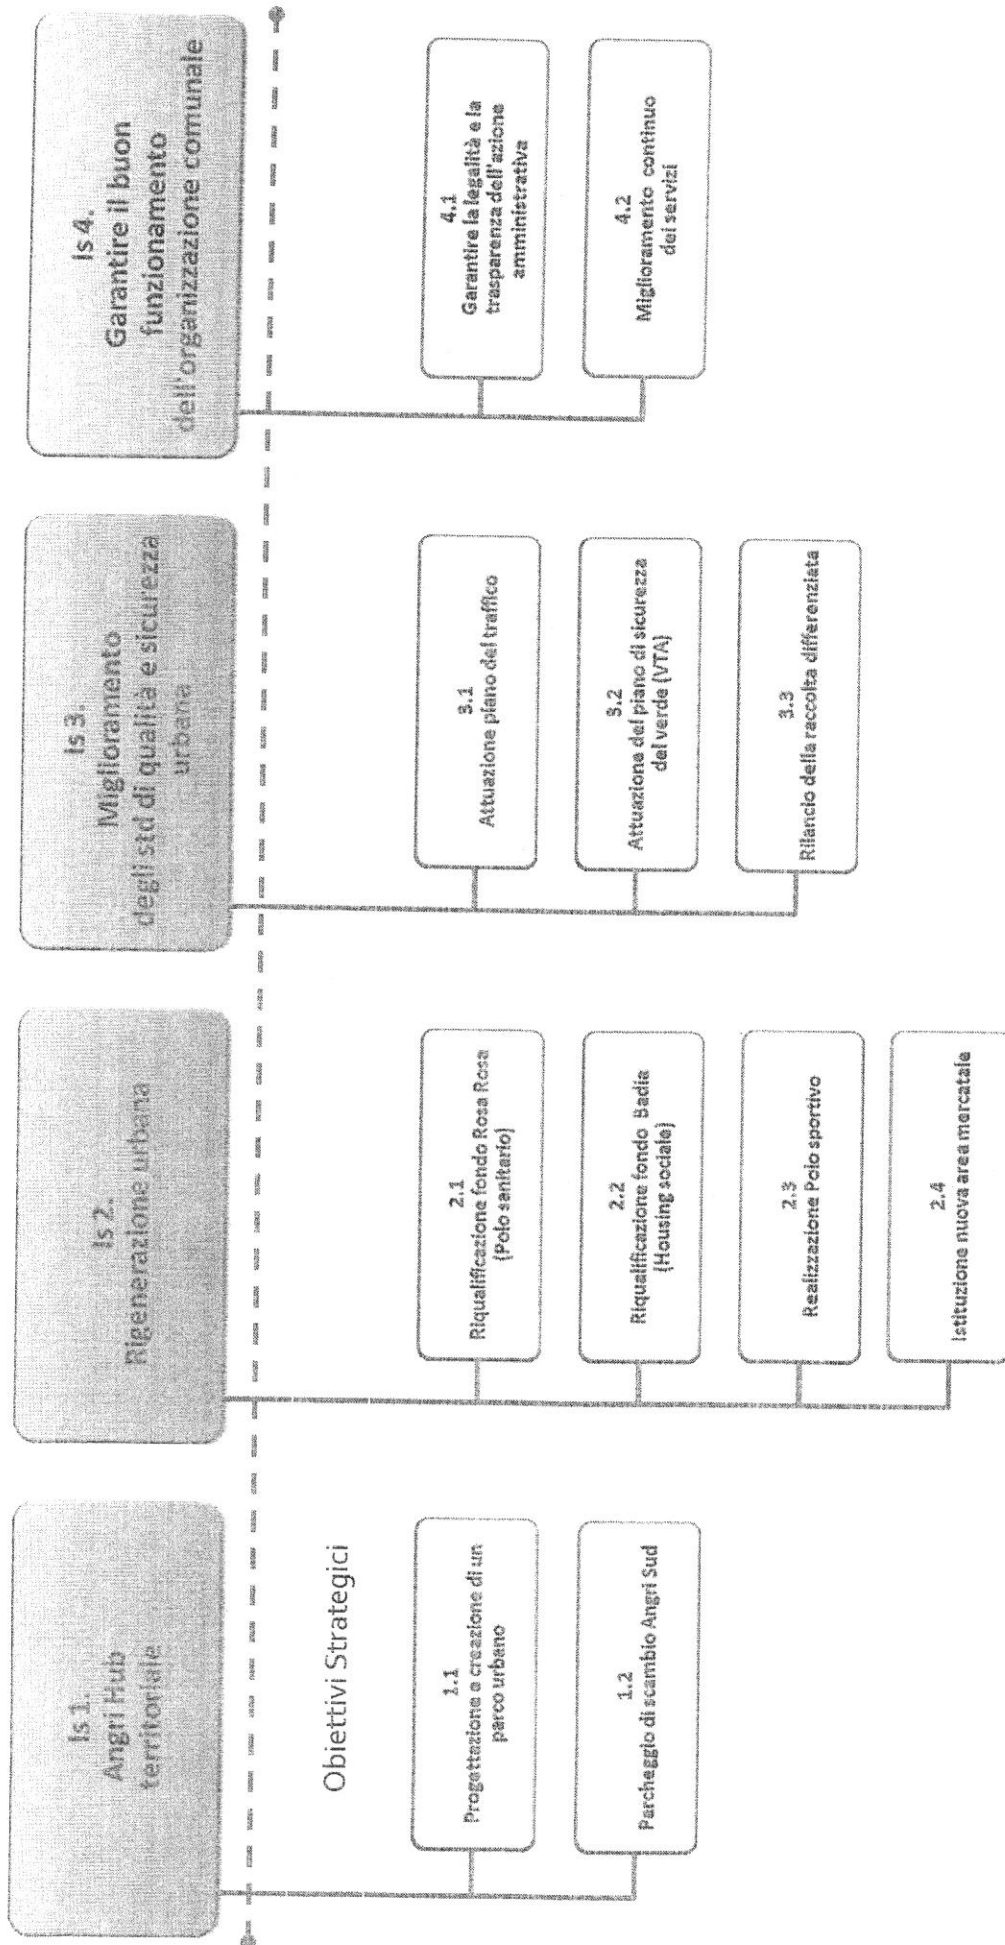 Is 1.
Angri Hub
territoriale
Is 2.
Rigenerazione urbana
Is 3.
Miglioramento
degli std di qualità e sicurezza
urbana
Is 4.
Garantire il buon
funzionamento
dell'organizzazione comunale
Obiettivi Strategici
1.1
Progettazione e creazione di un
parco urbano
1.2
Parcheggio di scambio Angri Sud
2.1
Riqualificazione fondo Rosa Rosa
(Polo sanitario)
2.2
Riqualificazione fondo Badia
(Housing sociale)
2.3
Realizzazione Polo sportivo
2.4
Istituzione nuova area mercatale
3.1
Attuazione piano del traffico
3.2
Attuazione del piano di sicurezza
del verde (VTA)
3.3
Rilancio della raccolta differenziata
4.1
Garantire la legalità e la
trasparenza dell'azione
amministrativa
4.2
Miglioramento continuo
dei servizi